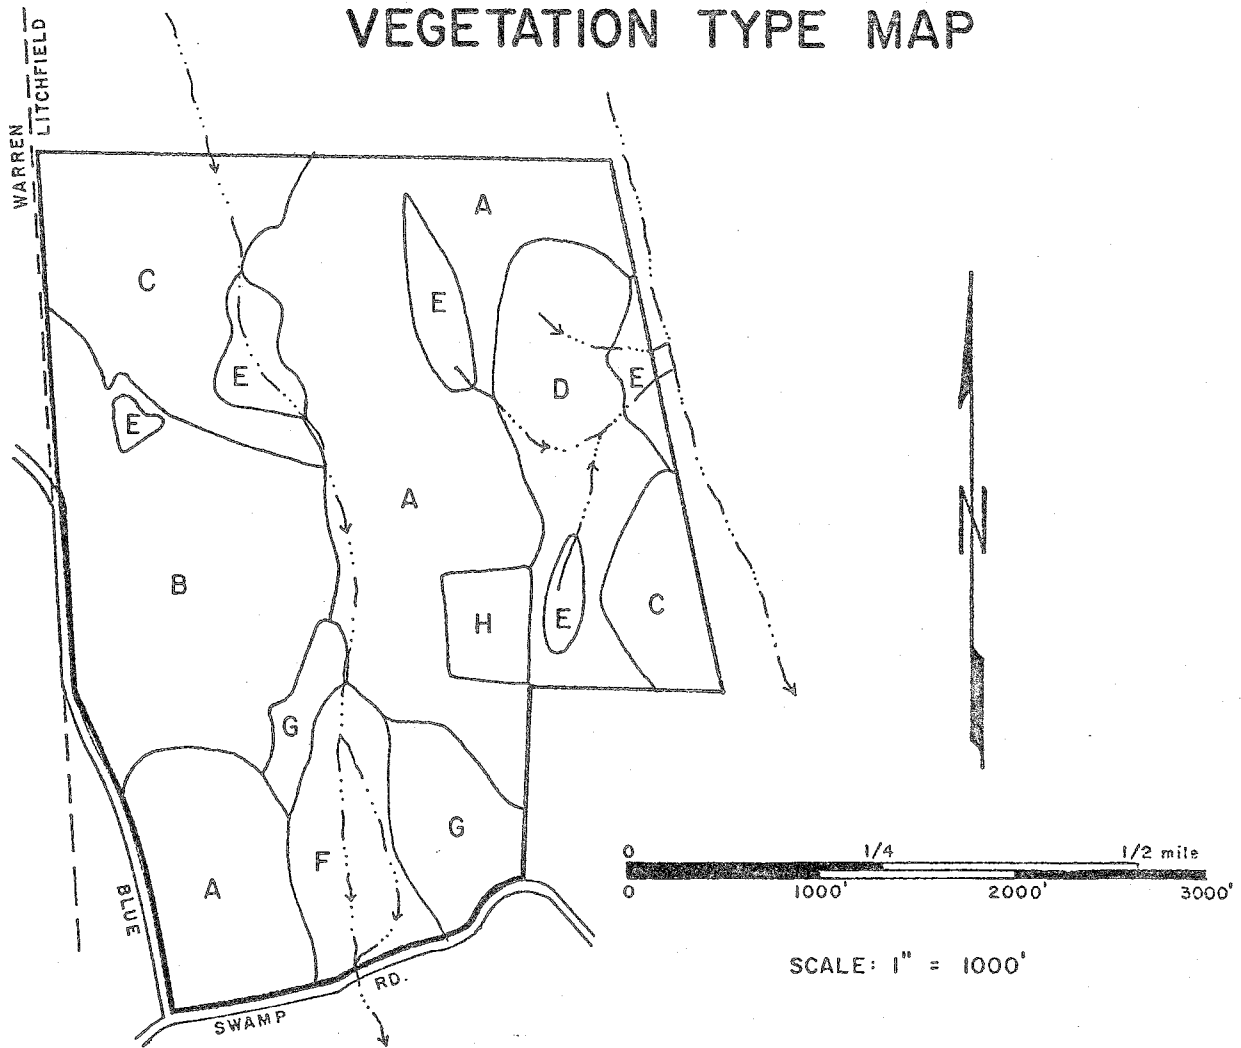 VEGETATION TYPE MAP
WARREN
LITCHFIELD
A
C
E
E
D
E
E
A
B
H
E
C
G
G
F
A
N
0 1/4 1/2 mile
0 1000' 2000' 3000'
SCALE: 1" = 1000'
BLUE
SWAMP
RD.